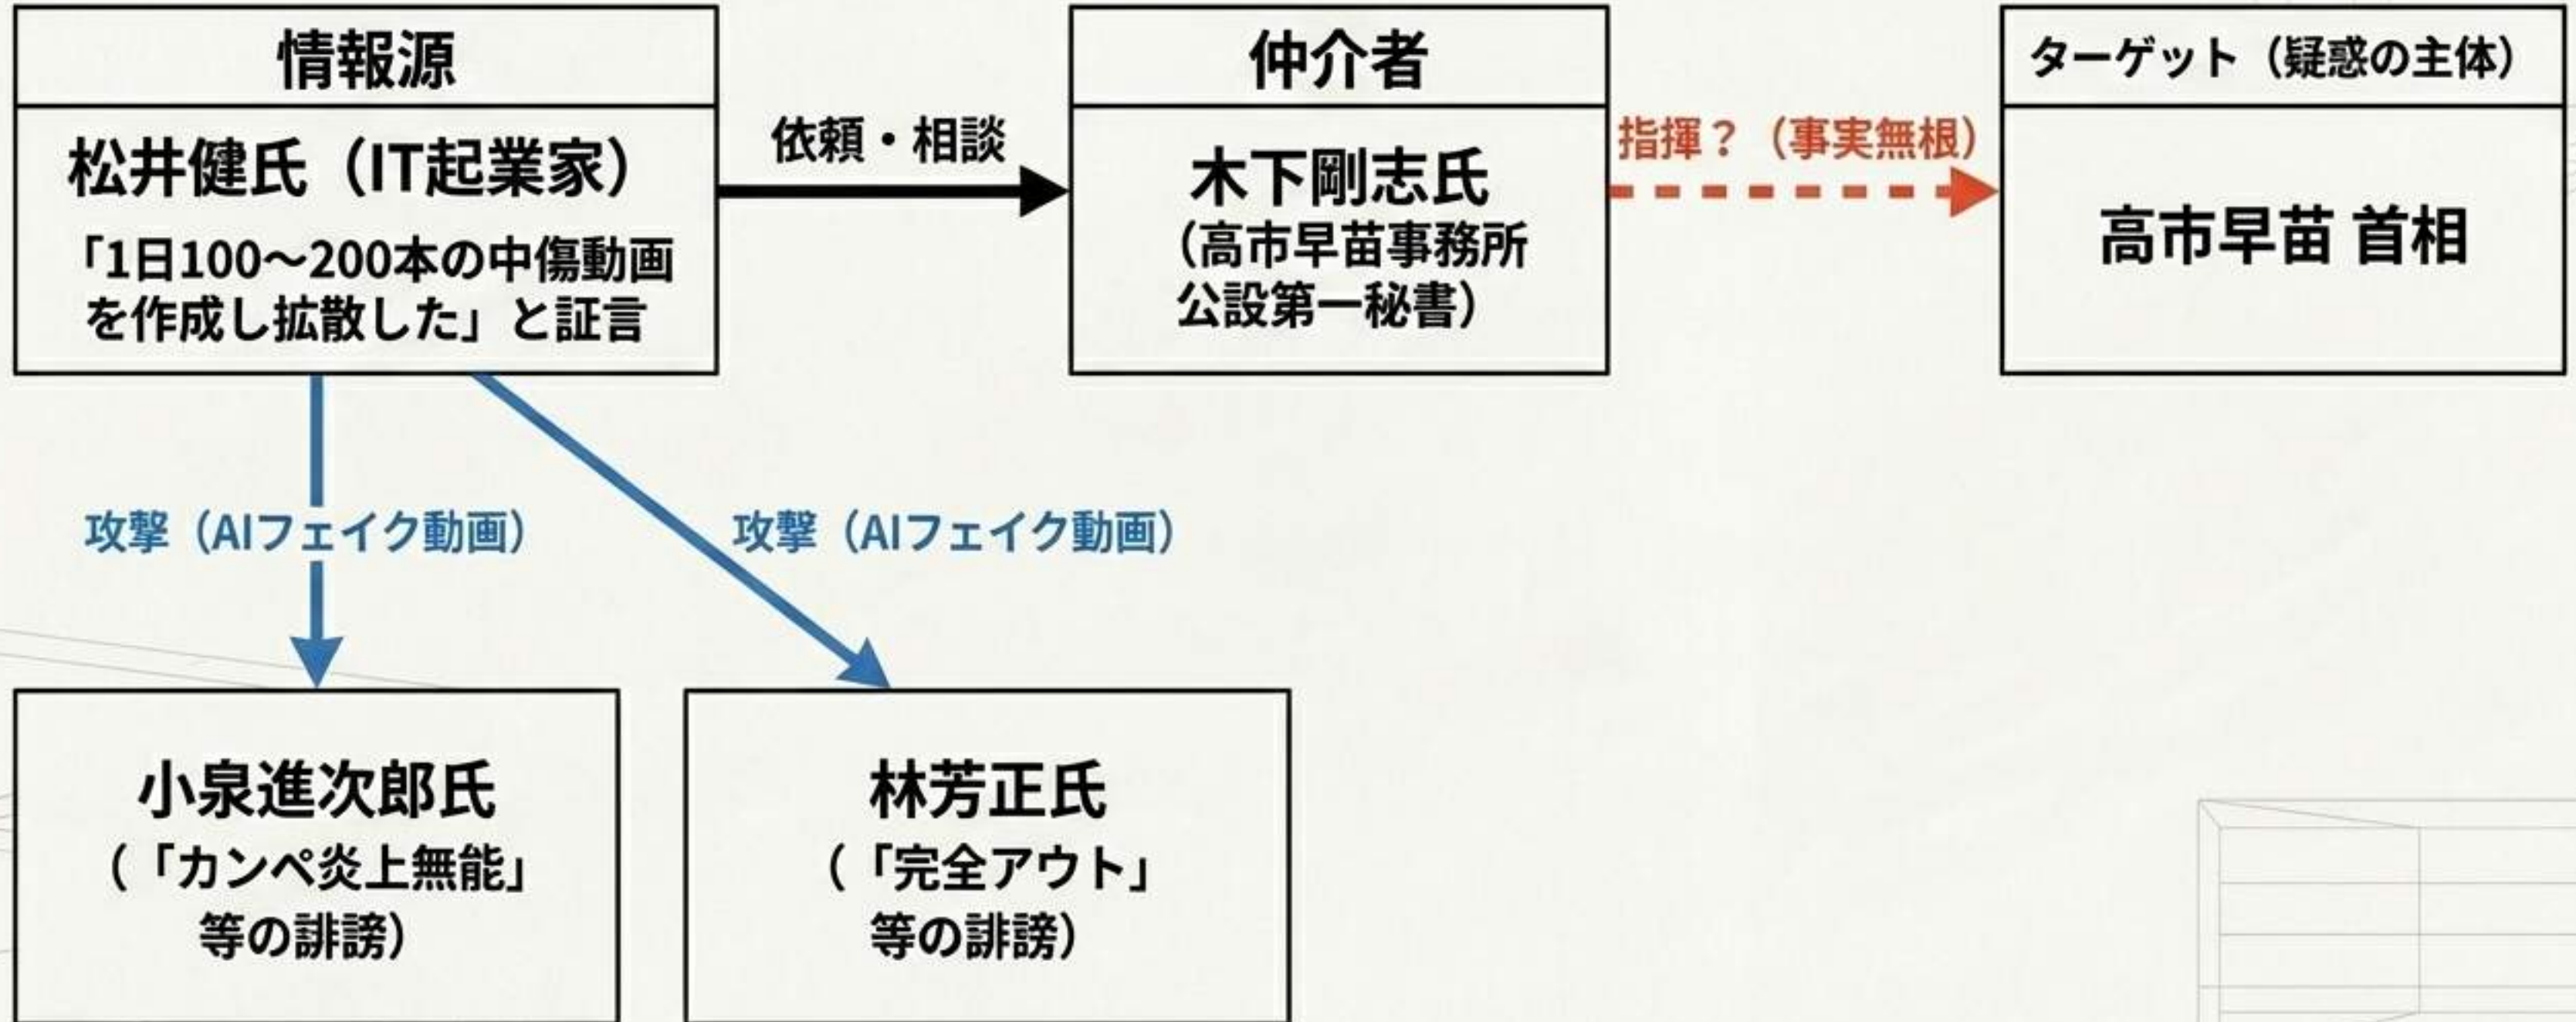 情報源
松井健氏（IT起業家）
「1日100～200本の中傷動画
を作成し拡散した」と証言
依頼・相談
仲介者
木下剛志氏
（高市早苗事務所
公設第一秘書）
指揮？（事実無根）
ターゲット（疑惑の主体）
高市早苗 首相
攻撃（AIフェイク動画）
攻撃（AIフェイク動画）
小泉進次郎氏
（「カンペ炎上無能」
等の誹謗）
林芳正氏
（「完全アウト」
等の誹謗）